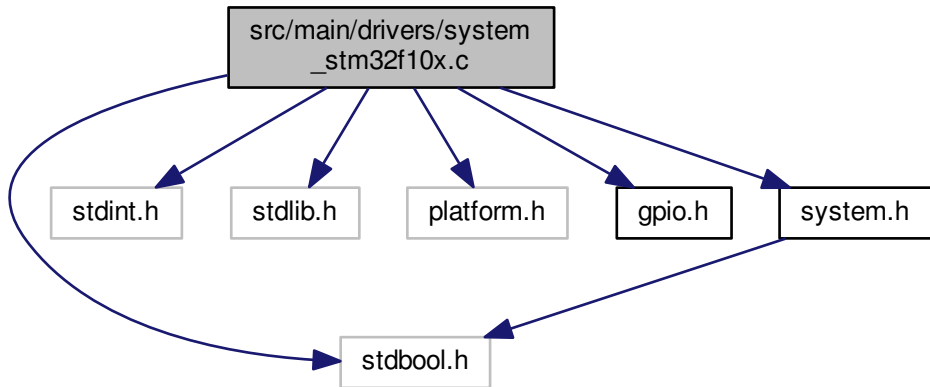 src/main/drivers/system
_stm32f10x.c
stdint.h
stdlib.h
platform.h
gpio.h
system.h
stdbool.h